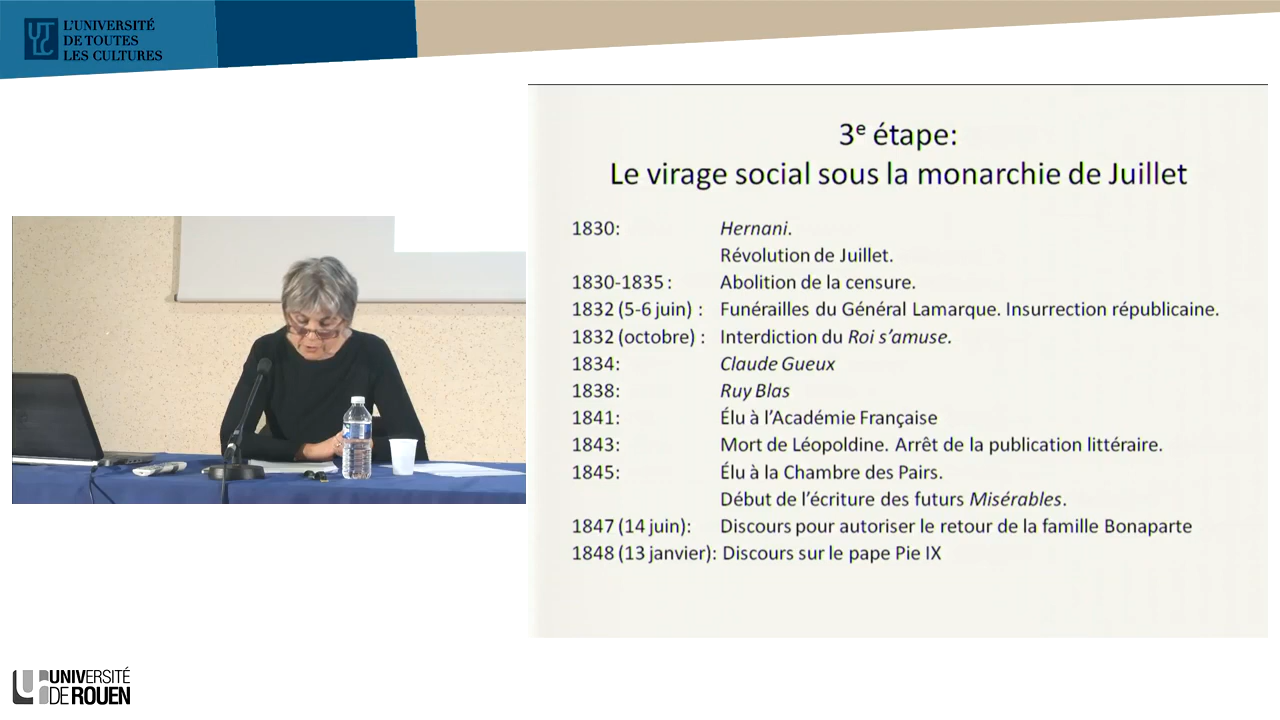 L'UNIVERSITÉ
DE TOUTES
LES CULTURES
3e étape:
Le virage social sous la monarchie de Juillet
1830: Hernani.
Révolution de Juillet.
1830-1835 : Abolition de la censure.
1832 (5-6 juin) : Funérailles du Général Lamarque. Insurrection républicaine.
1832 (octobre) : Interdiction du Roi s'amuse.
1834: Claude Gueux
1838: Ruy Blas
1841: Élu à l'Académie Française
1843: Mort de Léopoldine. Arrêt de la publication littéraire.
1845: Élu à la Chambre des Pairs.
Début de l'écriture des futurs Misérables.
1847 (14 juin): Discours pour autoriser le retour de la famille Bonaparte
1848 (13 janvier): Discours sur le pape Pie IX
UNIVERSITÉ
DE ROUEN